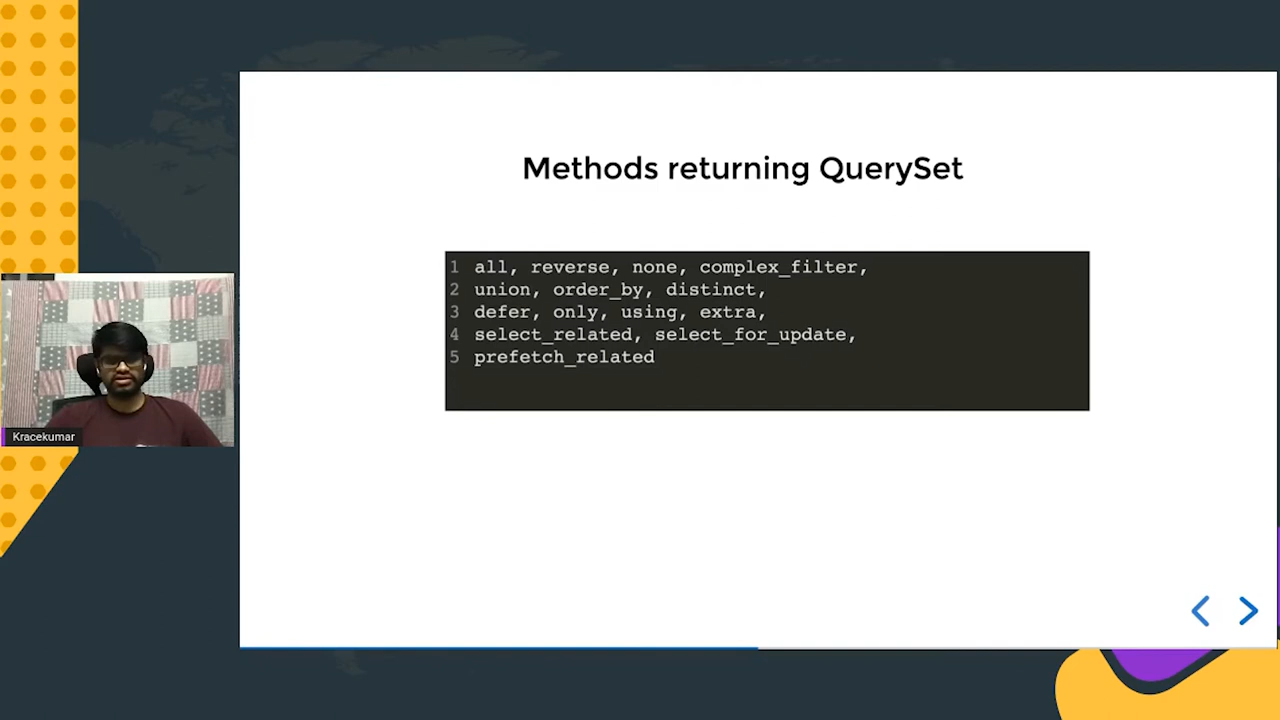 Methods returning QuerySet
1 all, reverse, none, complex_filter,
2 union, order_by, distinct,
3 defer, only, using, extra,
4 select_related, select_for_update,
5 prefetch_related
Kracekumar